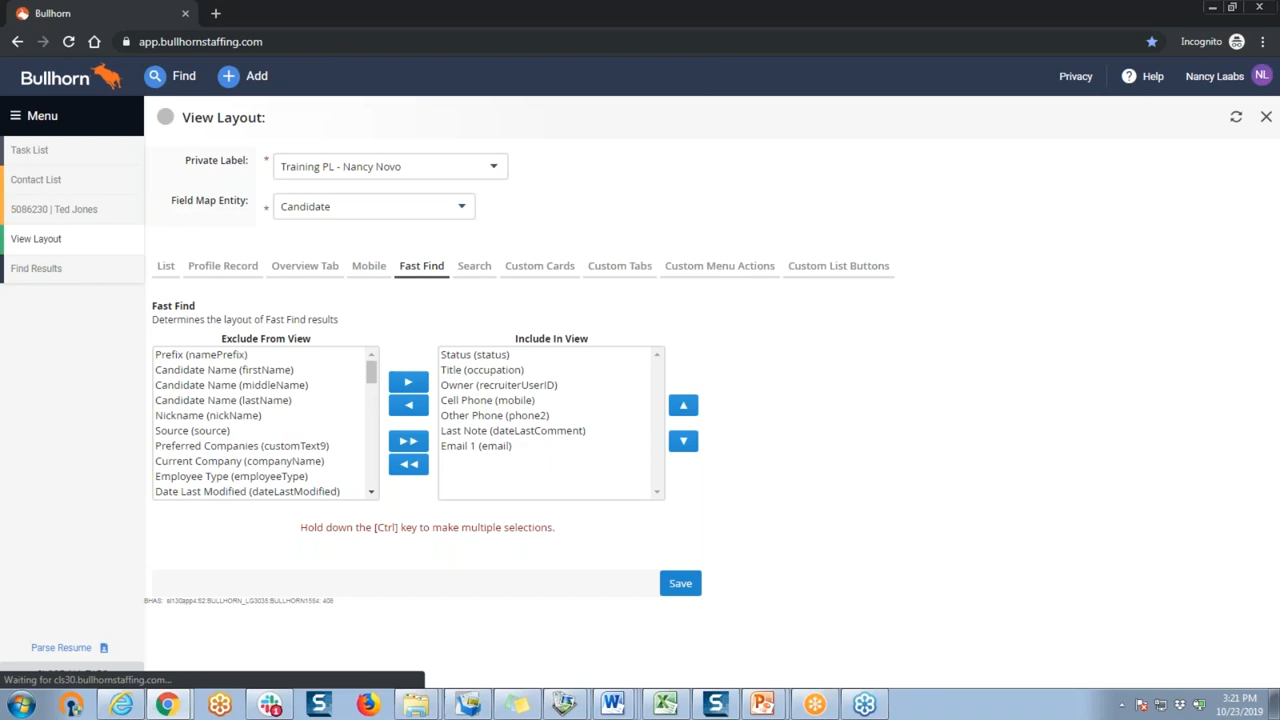 Bullhorn
app.bullhornstaffing.com
Incognito
Bullhorn
Find
Add
Privacy
Help
Nancy Laabs
NL
Menu
View Layout:
Task List
Contact List
5086230 | Ted Jones
View Layout
Find Results
Private Label:
*
Training PL - Nancy Novo
Field Map Entity:
*
Candidate
List
Profile Record
Overview Tab
Mobile
Fast Find
Search
Custom Cards
Custom Tabs
Custom Menu Actions
Custom List Buttons
Fast Find
Determines the layout of Fast Find results
Exclude From View
Prefix (namePrefix)
Candidate Name (firstName)
Candidate Name (middleName)
Candidate Name (lastName)
Nickname (nickName)
Source (source)
Preferred Companies (customText9)
Current Company (companyName)
Employee Type (employeeType)
Date Last Modified (dateLastModified)
Include In View
Status (status)
Title (occupation)
Owner (recruiterUserID)
Cell Phone (mobile)
Other Phone (phone2)
Last Note (dateLastComment)
Email 1 (email)
Hold down the [Ctrl] key to make multiple selections.
Save
Parse Resume
Waiting for cls30.bullhornstaffing.com...
3:21 PM
10/23/2019